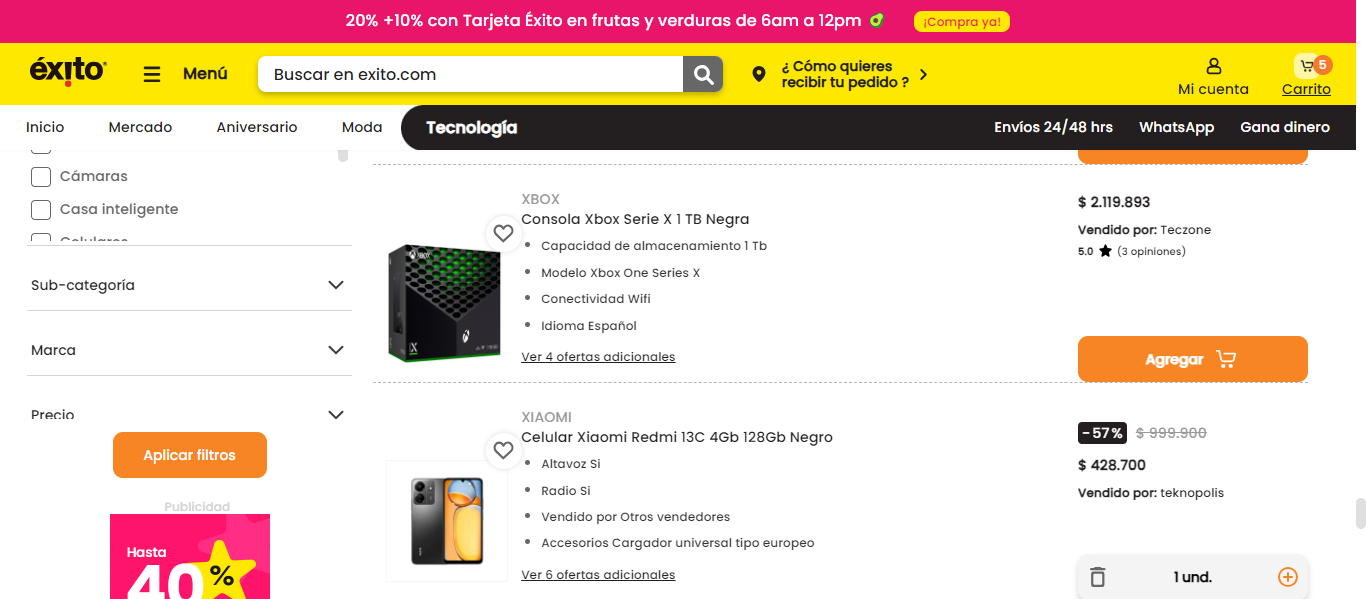 20% +10% con Tarjeta Éxito en frutas y verduras de 6am a 12pm
¡Compra ya!
éxito
Menú
Buscar en exito.com
¿ Cómo quieres
recibir tu pedido ?
Mi cuenta
5
Carrito
Inicio
Mercado
Aniversario
Moda
Tecnología
Envíos 24/48 hrs
WhatsApp
Gana dinero
Cámaras
Casa inteligente
Celulares
Sub-categoría
Marca
Precio
Aplicar filtros
Publicidad
Hasta
40%
XBOX
Consola Xbox Serie X 1 TB Negra
Capacidad de almacenamiento 1 Tb
Modelo Xbox One Series X
Conectividad Wifi
Idioma Español
Ver 4 ofertas adicionales
XBOX
$ 2.119.893
Vendido por: Teczone
5.0 (3 opiniones)
Agregar
XIAOMI
Celular Xiaomi Redmi 13C 4Gb 128Gb Negro
Altavoz Si
Radio Si
Vendido por Otros vendedores
Accesorios Cargador universal tipo europeo
Ver 6 ofertas adicionales
-57% $ 999.900
$ 428.700
Vendido por: teknopolis
1 und.